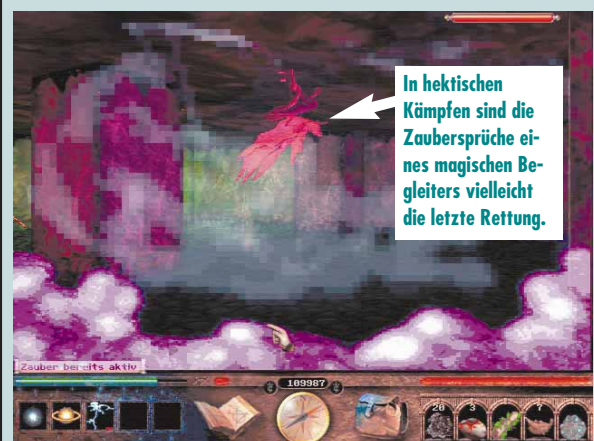 In hektischen
Kämpfen sind die
Zaubersprüche ei-
nes magischen Be-
gleiters vielleicht
die letzte Rettung.
Zauber bereits aktiv
109987
20
3
7